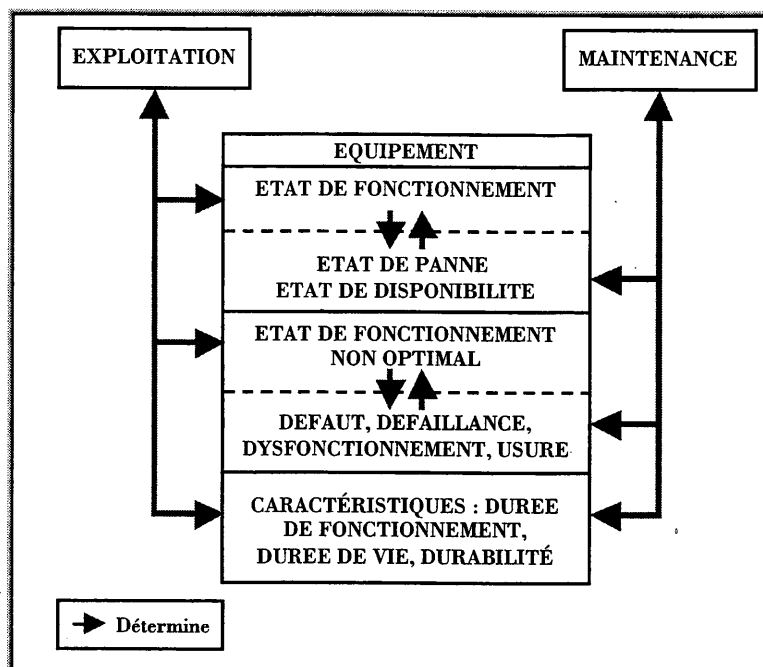 EXPLOITATION
MAINTENANCE
EQUIPEMENT
ETAT DE FONCTIONNEMENT
ETAT DE PANNE
ETAT DE DISPONIBILITE
ETAT DE FONCTIONNEMENT
NON OPTIMAL
DEFAUT, DEFAILLANCE,
DYSFONCTIONNEMENT, USURE
CARACTÉRISTIQUES : DUREE
DE FONCTIONNEMENT,
DUREE DE VIE, DURABILITÉ
Détermine